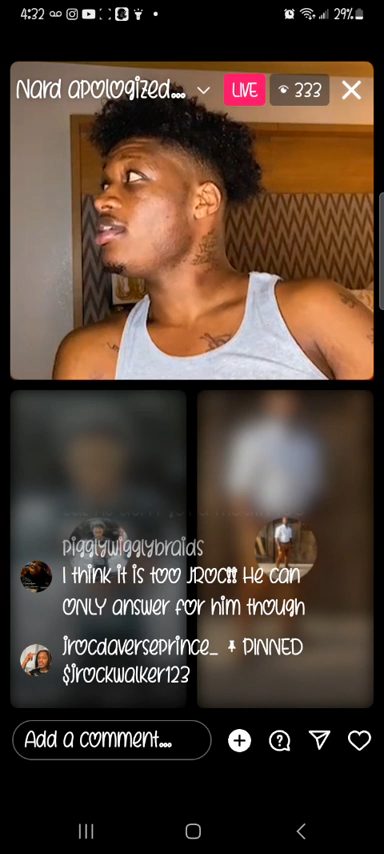 4:32
29%
Nard apologized...
LIVE
333
pigglywigglybraids
I think it is too JROC!! He can
ONLY answer for him though
jrocdaverseprince_ PINNED
$jrockwalker123
Add a comment...